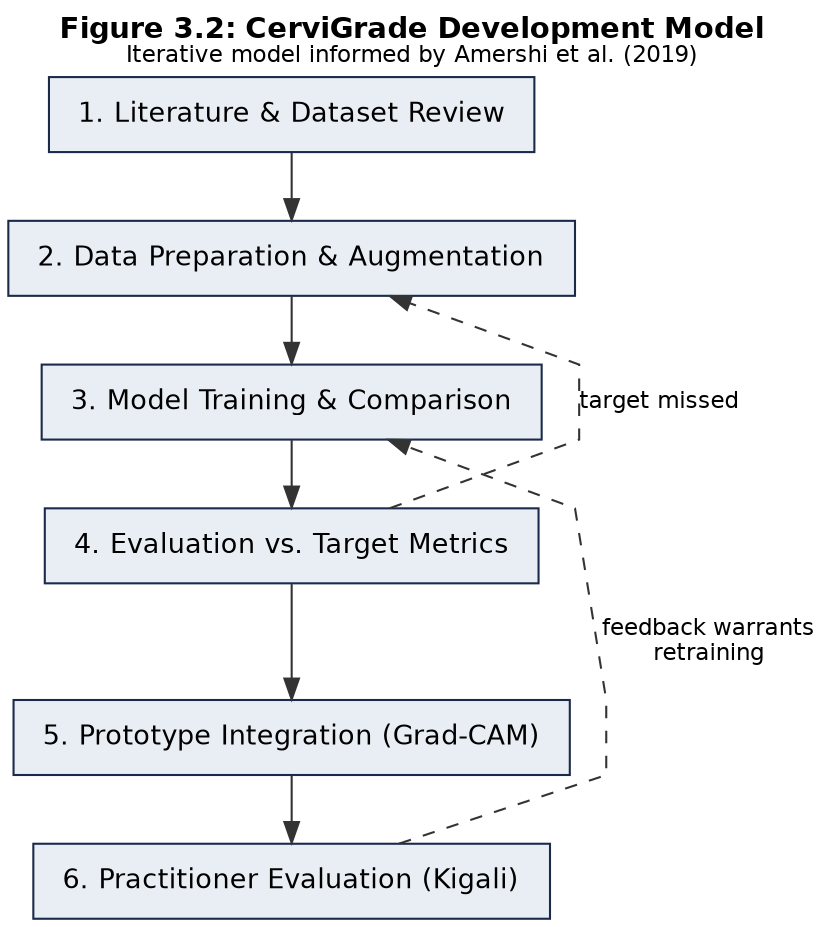 Figure 3.2: CerviGrade Development Model
Iterative model informed by Amershi et al. (2019)
1. Literature & Dataset Review
2. Data Preparation & Augmentation
3. Model Training & Comparison
target missed
4. Evaluation vs. Target Metrics
feedback warrants
retraining
5. Prototype Integration (Grad-CAM)
6. Practitioner Evaluation (Kigali)